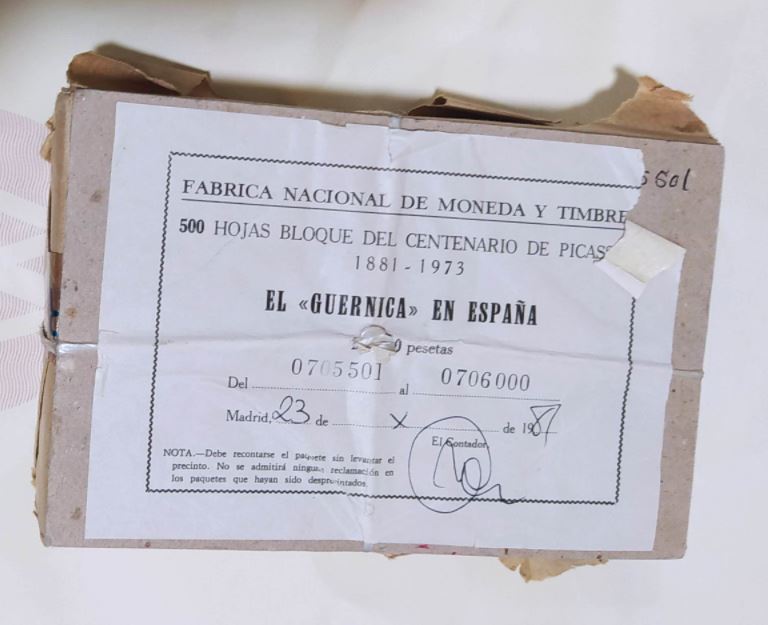 FABRICA NACIONAL DE MONEDA Y TIMBRE
500 HOJAS BLOQUE DEL CENTENARIO DE PICASS
1881-1973
EL «GUERNICA» EN ESPAÑA
0 pesetas
Del 0705501 al 0706000
Madrid, 23 de X de 1981
El Contador,
NOTA.—Debe recontarse el paquete sin levantar el
precinto. No se admitirá ninguna reclamación en
los paquetes que hayan sido desprecintados.